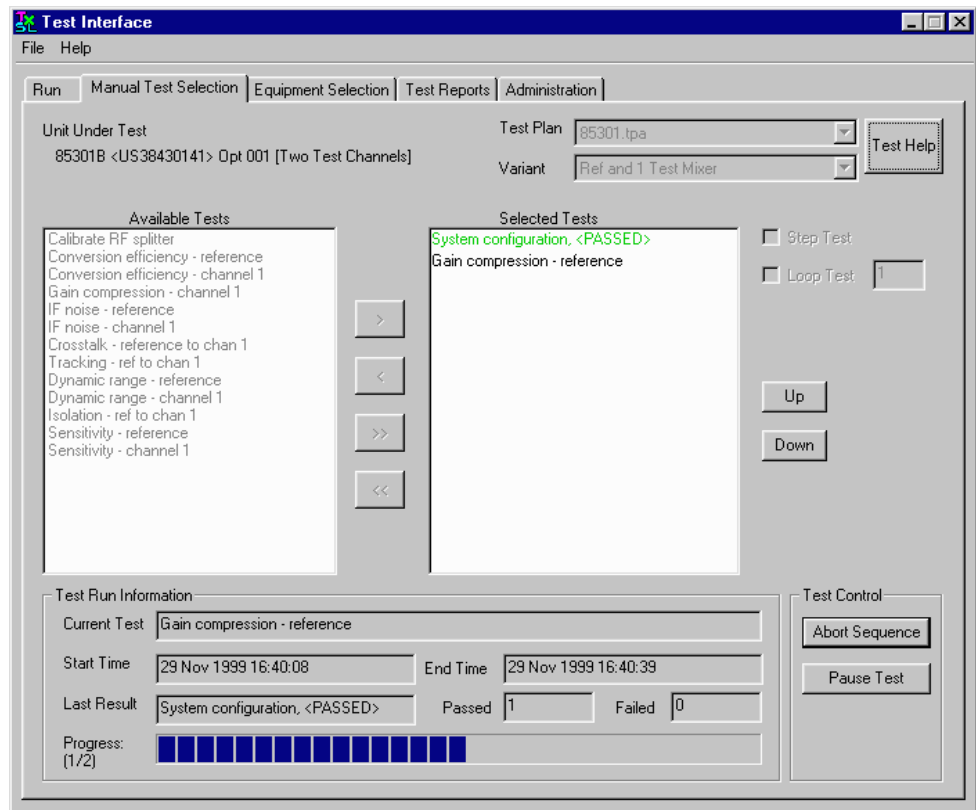 Test Interface
File Help
Run Manual Test Selection Equipment Selection Test Reports Administration
Unit Under Test
85301B <US38430141> Opt 001 [Two Test Channels]
Test Plan 85301.tpa
Variant Ref and 1 Test Mixer
Test Help
Available Tests
Calibrate RF splitter
Conversion efficiency - reference
Conversion efficiency - channel 1
Gain compression - channel 1
IF noise - reference
IF noise - channel 1
Crosstalk - reference to chan 1
Tracking - ref to chan 1
Dynamic range - reference
Dynamic range - channel 1
Isolation - ref to chan 1
Sensitivity - reference
Sensitivity - channel 1
>
<
>>
<<
Selected Tests
System configuration, <PASSED>
Gain compression - reference
Step Test
Loop Test 1
Up
Down
Test Run Information
Current Test Gain compression - reference
Start Time 29 Nov 1999 16:40:08 End Time 29 Nov 1999 16:40:39
Last Result System configuration, <PASSED> Passed 1 Failed 0
Progress:
(1/2)
Test Control
Abort Sequence
Pause Test